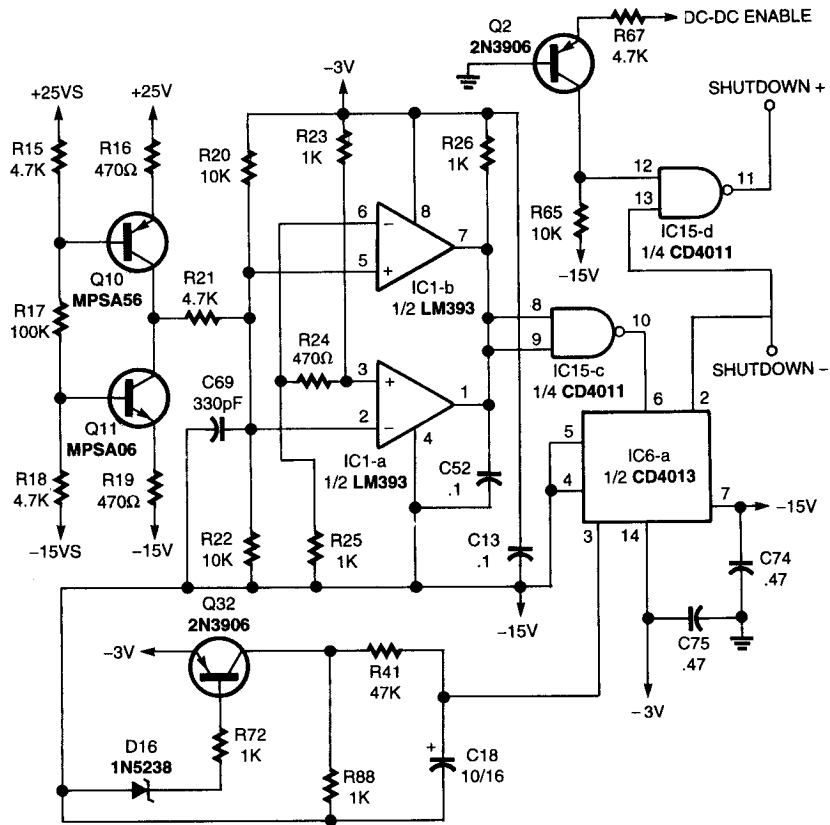 Q2
2N3906
R67
4.7K
DC-DC ENABLE
SHUTDOWN +
+25VS
+25V
−3V
R15
4.7K
R16
470Ω
R20
10K
R23
1K
R26
1K
12
13
11
R65
10K
IC15-d
1/4 CD4011
−15V
6
−
8
7
5
+
IC1-b
1/2 LM393
Q10
MPSA56
R21
4.7K
R17
100K
R24
470Ω
8
9
10
IC15-c
1/4 CD4011
SHUTDOWN −
C69
330pF
3
+
1
2
−
4
IC1-a
1/2 LM393
Q11
MPSA06
6
2
5
4
IC6-a
1/2 CD4013
7
−15V
3
14
R18
4.7K
R19
470Ω
C52
.1
−15VS
−15V
R22
10K
R25
1K
C13
.1
C74
.47
−15V
C75
.47
−3V
Q32
2N3906
−3V
R41
47K
R72
1K
D16
1N5238
R88
1K
+
C18
10/16